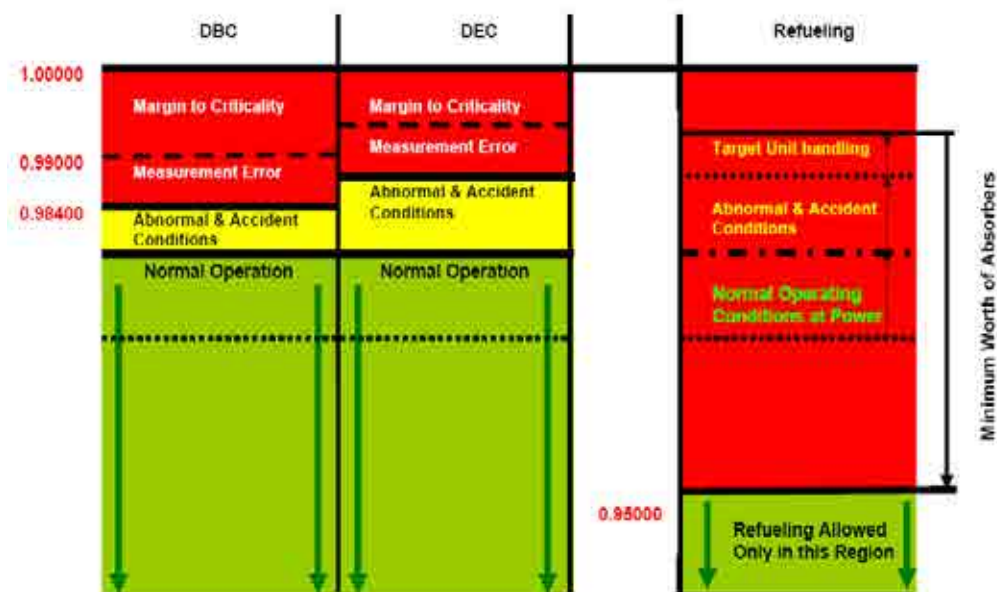 DBC
DEC
Refueling
1.00000
Margin to Criticality
Margin to Criticality
0.99000
Measurement Error
Measurement Error
Target Unit handling
0.98400
Abnormal & Accident
Conditions
Abnormal & Accident
Conditions
Abnormal & Accident
Conditions
Normal Operation
Normal Operation
Normal Operating
Conditions at Power
Minimum Worth of Absorbers
0.95000
Refueling Allowed
Only in this Region